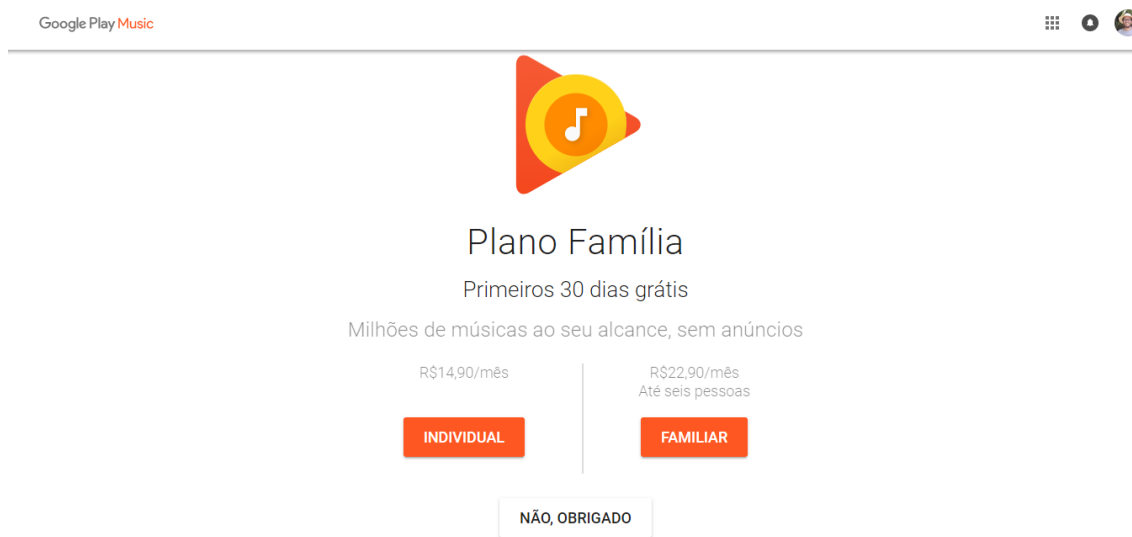 Google Play Music
Plano Família
Primeiros 30 dias grátis
Milhões de músicas ao seu alcance, sem anúncios
R$14,90/mês
INDIVIDUAL
R$22,90/mês
Até seis pessoas
FAMILIAR
NÃO, OBRIGADO